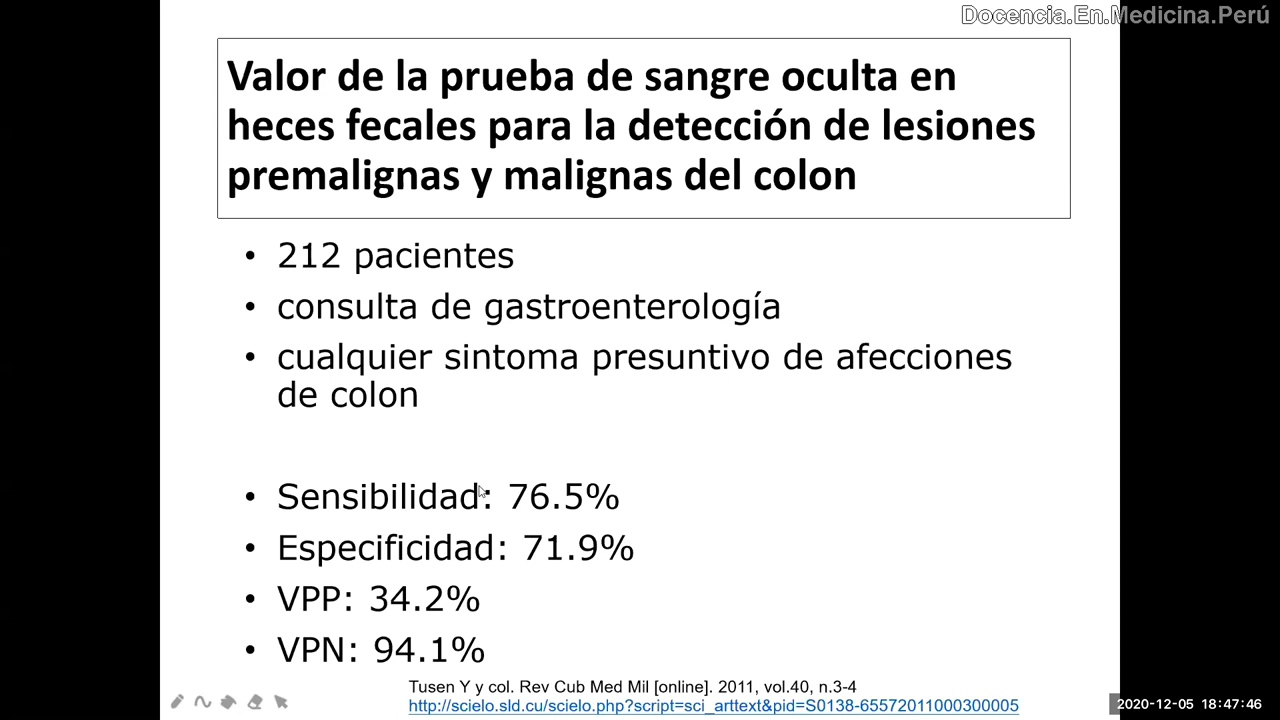 Docencia.En.Medicina.Perú
Valor de la prueba de sangre oculta en
heces fecales para la detección de lesiones
premalignas y malignas del colon
• 212 pacientes
• consulta de gastroenterología
• cualquier sintoma presuntivo de afecciones
de colon
• Sensibilidad: 76.5%
• Especificidad: 71.9%
• VPP: 34.2%
• VPN: 94.1%
Tusen Y y col. Rev Cub Med Mil [online]. 2011, vol.40, n.3-4
http://scielo.sld.cu/scielo.php?script=sci_arttext&pid=S0138-65572011000300005
2020-12-05 18:47:46